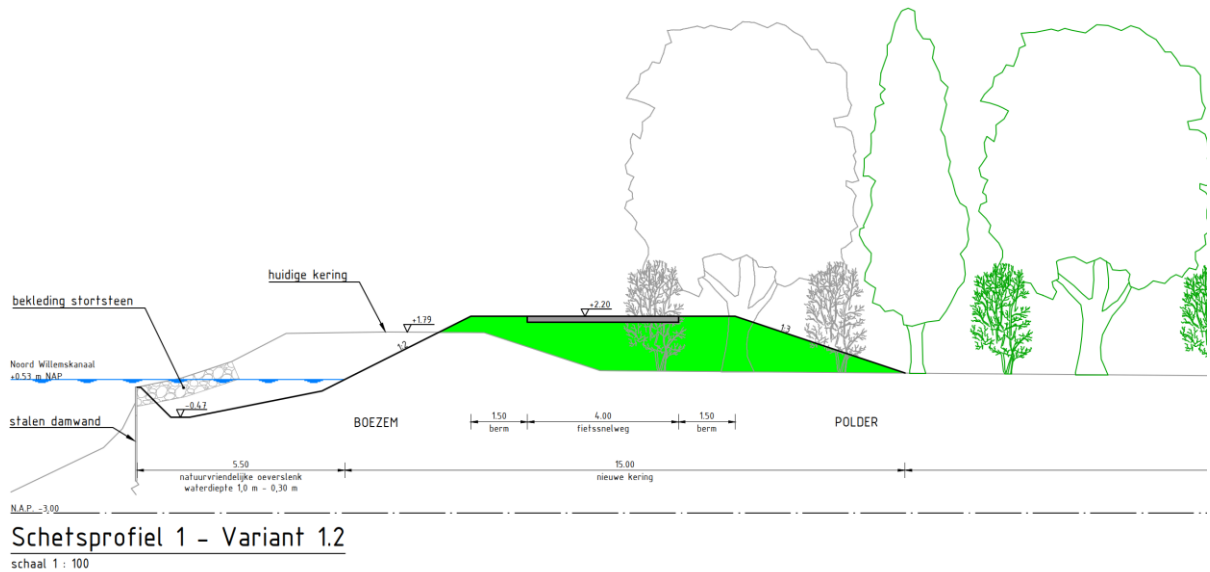 huidige kering
bekleding stortsteen
+1.79
+2.20
1:2
1:3
Noord Willemskanaal
+0.53 m NAP
-0.47
stalen damwand
BOEZEM
1.50
berm
4.00
fietssnelweg
1.50
berm
POLDER
5.50
natuurvriendelijke oeverslenk
waterdiepte 1,0 m - 0,30 m
15.00
nieuwe kering
N.A.P. -3.00
Schetsprofiel 1 - Variant 1.2
schaal 1 : 100